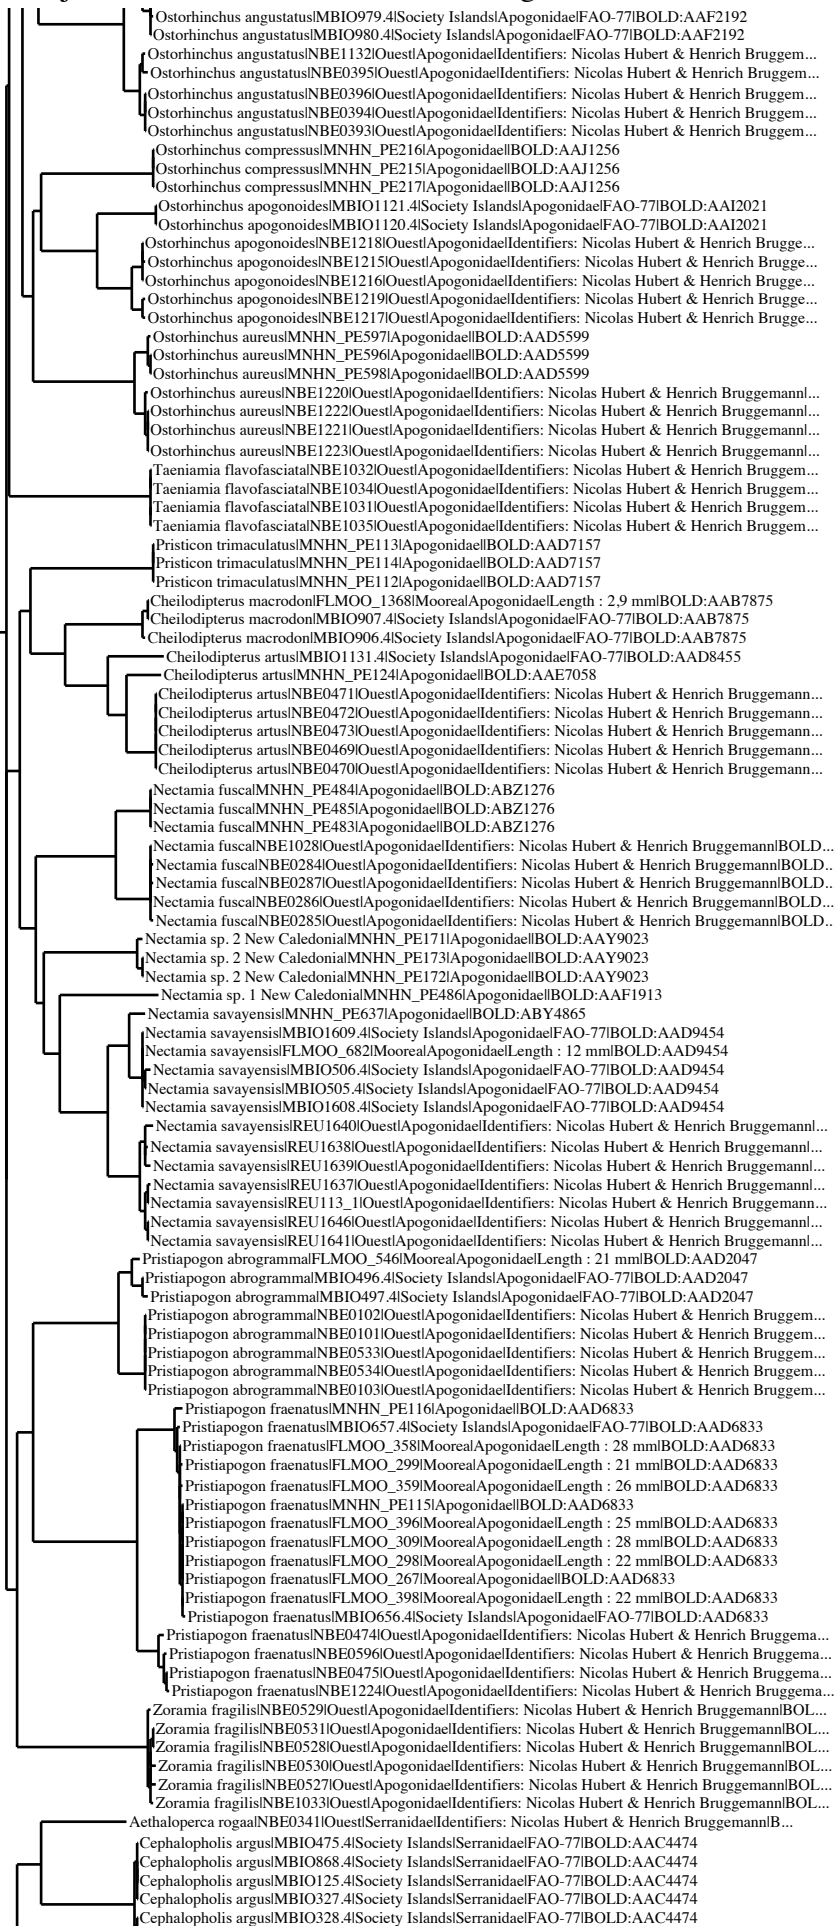 Ostorhinchus angustatus|MBIO979.4|Society Islands|Apogonidae|FAO-77|BOLD:AAF2192
Ostorhinchus angustatus|MBIO980.4|Society Islands|Apogonidae|FAO-77|BOLD:AAF2192
Ostorhinchus angustatus|NBE1132|Ouest|Apogonidae|Identifiers: Nicolas Hubert & Henrich Bruggem...
Ostorhinchus angustatus|NBE0395|Ouest|Apogonidae|Identifiers: Nicolas Hubert & Henrich Bruggem...
Ostorhinchus angustatus|NBE0396|Ouest|Apogonidae|Identifiers: Nicolas Hubert & Henrich Bruggem...
Ostorhinchus angustatus|NBE0394|Ouest|Apogonidae|Identifiers: Nicolas Hubert & Henrich Bruggem...
Ostorhinchus angustatus|NBE0393|Ouest|Apogonidae|Identifiers: Nicolas Hubert & Henrich Bruggem...
Ostorhinchus compressus|MNHN_PE216|Apogonidae||BOLD:AAJ1256
Ostorhinchus compressus|MNHN_PE215|Apogonidae||BOLD:AAJ1256
Ostorhinchus compressus|MNHN_PE217|Apogonidae||BOLD:AAJ1256
Ostorhinchus apogonoides|MBIO1121.4|Society Islands|Apogonidae|FAO-77|BOLD:AAI2021
Ostorhinchus apogonoides|MBIO1120.4|Society Islands|Apogonidae|FAO-77|BOLD:AAI2021
Ostorhinchus apogonoides|NBE1218|Ouest|Apogonidae|Identifiers: Nicolas Hubert & Henrich Brugge...
Ostorhinchus apogonoides|NBE1215|Ouest|Apogonidae|Identifiers: Nicolas Hubert & Henrich Brugge...
Ostorhinchus apogonoides|NBE1216|Ouest|Apogonidae|Identifiers: Nicolas Hubert & Henrich Brugge...
Ostorhinchus apogonoides|NBE1219|Ouest|Apogonidae|Identifiers: Nicolas Hubert & Henrich Brugge...
Ostorhinchus apogonoides|NBE1217|Ouest|Apogonidae|Identifiers: Nicolas Hubert & Henrich Brugge...
Ostorhinchus aureus|MNHN_PE597|Apogonidae||BOLD:AAD5599
Ostorhinchus aureus|MNHN_PE596|Apogonidae||BOLD:AAD5599
Ostorhinchus aureus|MNHN_PE598|Apogonidae||BOLD:AAD5599
Ostorhinchus aureus|NBE1220|Ouest|Apogonidae|Identifiers: Nicolas Hubert & Henrich Bruggemann|...
Ostorhinchus aureus|NBE1222|Ouest|Apogonidae|Identifiers: Nicolas Hubert & Henrich Bruggemann|...
Ostorhinchus aureus|NBE1221|Ouest|Apogonidae|Identifiers: Nicolas Hubert & Henrich Bruggemann|...
Ostorhinchus aureus|NBE1223|Ouest|Apogonidae|Identifiers: Nicolas Hubert & Henrich Bruggemann|...
Taeniamia flavofasciata|NBE1032|Ouest|Apogonidae|Identifiers: Nicolas Hubert & Henrich Bruggem...
Taeniamia flavofasciata|NBE1034|Ouest|Apogonidae|Identifiers: Nicolas Hubert & Henrich Bruggem...
Taeniamia flavofasciata|NBE1031|Ouest|Apogonidae|Identifiers: Nicolas Hubert & Henrich Bruggem...
Taeniamia flavofasciata|NBE1035|Ouest|Apogonidae|Identifiers: Nicolas Hubert & Henrich Bruggem...
Pristicon trimaculatus|MNHN_PE113|Apogonidae||BOLD:AAD7157
Pristicon trimaculatus|MNHN_PE114|Apogonidae||BOLD:AAD7157
Pristicon trimaculatus|MNHN_PE112|Apogonidae||BOLD:AAD7157
Cheilodipterus macrodon|FLMOO_1368|Moorea|Apogonidae|Length : 2,9 mm|BOLD:AAB7875
Cheilodipterus macrodon|MBIO907.4|Society Islands|Apogonidae|FAO-77|BOLD:AAB7875
Cheilodipterus macrodon|MBIO906.4|Society Islands|Apogonidae|FAO-77|BOLD:AAB7875
Cheilodipterus artus|MBIO1131.4|Society Islands|Apogonidae|FAO-77|BOLD:AAD8455
Cheilodipterus artus|MNHN_PE124|Apogonidae||BOLD:AAE7058
Cheilodipterus artus|NBE0471|Ouest|Apogonidae|Identifiers: Nicolas Hubert & Henrich Bruggemann...
Cheilodipterus artus|NBE0472|Ouest|Apogonidae|Identifiers: Nicolas Hubert & Henrich Bruggemann...
Cheilodipterus artus|NBE0473|Ouest|Apogonidae|Identifiers: Nicolas Hubert & Henrich Bruggemann...
Cheilodipterus artus|NBE0469|Ouest|Apogonidae|Identifiers: Nicolas Hubert & Henrich Bruggemann...
Cheilodipterus artus|NBE0470|Ouest|Apogonidae|Identifiers: Nicolas Hubert & Henrich Bruggemann...
Nectamia fusca|MNHN_PE484|Apogonidae||BOLD:ABZ1276
Nectamia fusca|MNHN_PE485|Apogonidae||BOLD:ABZ1276
Nectamia fusca|MNHN_PE483|Apogonidae||BOLD:ABZ1276
Nectamia fusca|NBE1028|Ouest|Apogonidae|Identifiers: Nicolas Hubert & Henrich Bruggemann|BOLD...
Nectamia fusca|NBE0284|Ouest|Apogonidae|Identifiers: Nicolas Hubert & Henrich Bruggemann|BOLD..
Nectamia fusca|NBE0287|Ouest|Apogonidae|Identifiers: Nicolas Hubert & Henrich Bruggemann|BOLD..
Nectamia fusca|NBE0286|Ouest|Apogonidae|Identifiers: Nicolas Hubert & Henrich Bruggemann|BOLD...
Nectamia fusca|NBE0285|Ouest|Apogonidae|Identifiers: Nicolas Hubert & Henrich Bruggemann|BOLD..
Nectamia sp. 2 New Caledonia|MNHN_PE171|Apogonidae||BOLD:AAY9023
Nectamia sp. 2 New Caledonia|MNHN_PE173|Apogonidae||BOLD:AAY9023
Nectamia sp. 2 New Caledonia|MNHN_PE172|Apogonidae||BOLD:AAY9023
Nectamia sp. 1 New Caledonia|MNHN_PE486|Apogonidae||BOLD:AAF1913
Nectamia savayensis|MNHN_PE637|Apogonidae||BOLD:ABY4865
Nectamia savayensis|MBIO1609.4|Society Islands|Apogonidae|FAO-77|BOLD:AAD9454
Nectamia savayensis|FLMOO_682|Moorea|Apogonidae|Length : 12 mm|BOLD:AAD9454
Nectamia savayensis|MBIO506.4|Society Islands|Apogonidae|FAO-77|BOLD:AAD9454
Nectamia savayensis|MBIO505.4|Society Islands|Apogonidae|FAO-77|BOLD:AAD9454
Nectamia savayensis|MBIO1608.4|Society Islands|Apogonidae|FAO-77|BOLD:AAD9454
Nectamia savayensis|REU1640|Ouest|Apogonidae|Identifiers: Nicolas Hubert & Henrich Bruggemann|...
Nectamia savayensis|REU1638|Ouest|Apogonidae|Identifiers: Nicolas Hubert & Henrich Bruggemann|...
Nectamia savayensis|REU1639|Ouest|Apogonidae|Identifiers: Nicolas Hubert & Henrich Bruggemann|...
Nectamia savayensis|REU1637|Ouest|Apogonidae|Identifiers: Nicolas Hubert & Henrich Bruggemann|...
Nectamia savayensis|REU113_1|Ouest|Apogonidae|Identifiers: Nicolas Hubert & Henrich Bruggemann...
Nectamia savayensis|REU1646|Ouest|Apogonidae|Identifiers: Nicolas Hubert & Henrich Bruggemann|...
Nectamia savayensis|REU1641|Ouest|Apogonidae|Identifiers: Nicolas Hubert & Henrich Bruggemann|...
Pristiapogon abrogramma|FLMOO_546|Moorea|Apogonidae|Length : 21 mm|BOLD:AAD2047
Pristiapogon abrogramma|MBIO496.4|Society Islands|Apogonidae|FAO-77|BOLD:AAD2047
Pristiapogon abrogramma|MBIO497.4|Society Islands|Apogonidae|FAO-77|BOLD:AAD2047
Pristiapogon abrogramma|NBE0102|Ouest|Apogonidae|Identifiers: Nicolas Hubert & Henrich Bruggem...
Pristiapogon abrogramma|NBE0101|Ouest|Apogonidae|Identifiers: Nicolas Hubert & Henrich Bruggem...
Pristiapogon abrogramma|NBE0533|Ouest|Apogonidae|Identifiers: Nicolas Hubert & Henrich Bruggem...
Pristiapogon abrogramma|NBE0534|Ouest|Apogonidae|Identifiers: Nicolas Hubert & Henrich Bruggem...
Pristiapogon abrogramma|NBE0103|Ouest|Apogonidae|Identifiers: Nicolas Hubert & Henrich Bruggem...
Pristiapogon fraenatus|MNHN_PE116|Apogonidae||BOLD:AAD6833
Pristiapogon fraenatus|MBIO657.4|Society Islands|Apogonidae|FAO-77|BOLD:AAD6833
Pristiapogon fraenatus|FLMOO_358|Moorea|Apogonidae|Length : 28 mm|BOLD:AAD6833
Pristiapogon fraenatus|FLMOO_299|Moorea|Apogonidae|Length : 21 mm|BOLD:AAD6833
Pristiapogon fraenatus|FLMOO_359|Moorea|Apogonidae|Length : 26 mm|BOLD:AAD6833
Pristiapogon fraenatus|MNHN_PE115|Apogonidae||BOLD:AAD6833
Pristiapogon fraenatus|FLMOO_396|Moorea|Apogonidae|Length : 25 mm|BOLD:AAD6833
Pristiapogon fraenatus|FLMOO_309|Moorea|Apogonidae|Length : 28 mm|BOLD:AAD6833
Pristiapogon fraenatus|FLMOO_298|Moorea|Apogonidae|Length : 22 mm|BOLD:AAD6833
Pristiapogon fraenatus|FLMOO_267|Moorea|Apogonidae||BOLD:AAD6833
Pristiapogon fraenatus|FLMOO_398|Moorea|Apogonidae|Length : 22 mm|BOLD:AAD6833
Pristiapogon fraenatus|MBIO656.4|Society Islands|Apogonidae|FAO-77|BOLD:AAD6833
Pristiapogon fraenatus|NBE0474|Ouest|Apogonidae|Identifiers: Nicolas Hubert & Henrich Bruggema...
Pristiapogon fraenatus|NBE0596|Ouest|Apogonidae|Identifiers: Nicolas Hubert & Henrich Bruggema...
Pristiapogon fraenatus|NBE0475|Ouest|Apogonidae|Identifiers: Nicolas Hubert & Henrich Bruggema...
Pristiapogon fraenatus|NBE1224|Ouest|Apogonidae|Identifiers: Nicolas Hubert & Henrich Bruggema...
Zoramia fragilis|NBE0529|Ouest|Apogonidae|Identifiers: Nicolas Hubert & Henrich Bruggemann|BOL...
Zoramia fragilis|NBE0531|Ouest|Apogonidae|Identifiers: Nicolas Hubert & Henrich Bruggemann|BOL...
Zoramia fragilis|NBE0528|Ouest|Apogonidae|Identifiers: Nicolas Hubert & Henrich Bruggemann|BOL...
Zoramia fragilis|NBE0530|Ouest|Apogonidae|Identifiers: Nicolas Hubert & Henrich Bruggemann|BOL...
Zoramia fragilis|NBE0527|Ouest|Apogonidae|Identifiers: Nicolas Hubert & Henrich Bruggemann|BOL...
Zoramia fragilis|NBE1033|Ouest|Apogonidae|Identifiers: Nicolas Hubert & Henrich Bruggemann|BOL...
Aethaloperca rogaa|NBE0341|Ouest|Serranidae|Identifiers: Nicolas Hubert & Henrich Bruggemann|B...
Cephalopholis argus|MBIO475.4|Society Islands|Serranidae|FAO-77|BOLD:AAC4474
Cephalopholis argus|MBIO868.4|Society Islands|Serranidae|FAO-77|BOLD:AAC4474
Cephalopholis argus|MBIO125.4|Society Islands|Serranidae|FAO-77|BOLD:AAC4474
Cephalopholis argus|MBIO327.4|Society Islands|Serranidae|FAO-77|BOLD:AAC4474
Cephalopholis argus|MBIO328.4|Society Islands|Serranidae|FAO-77|BOLD:AAC4474